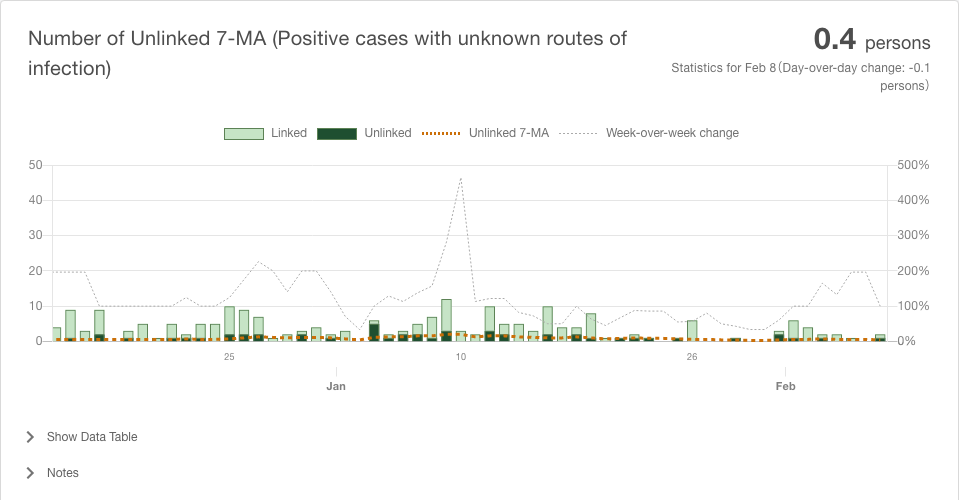 Number of Unlinked 7-MA (Positive cases with unknown routes of
infection)
0.4 persons
Statistics for Feb 8(Day-over-day change: -0.1
persons)
Linked Unlinked Unlinked 7-MA Week-over-week change
50 500%
40 400%
30 300%
20 200%
10 100%
0 0%
25 10 26
Jan Feb
Show Data Table
Notes